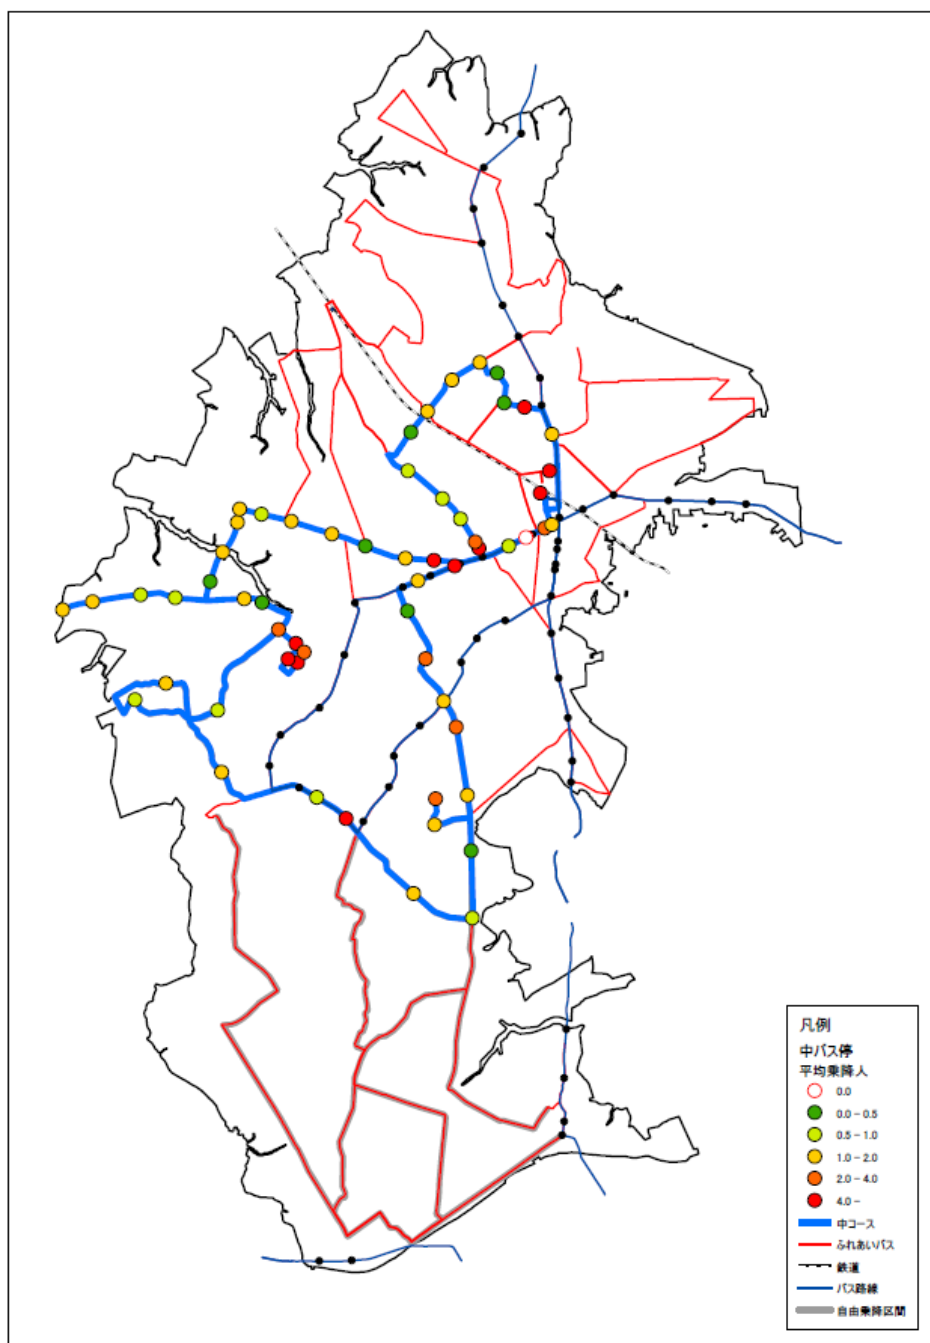 凡例
中バス停
平均乗降人
0.0
0.0 - 0.5
0.5 - 1.0
1.0 - 2.0
2.0 - 4.0
4.0 -
中コース
ふれあいバス
鉄道
バス路線
自由乗降区間